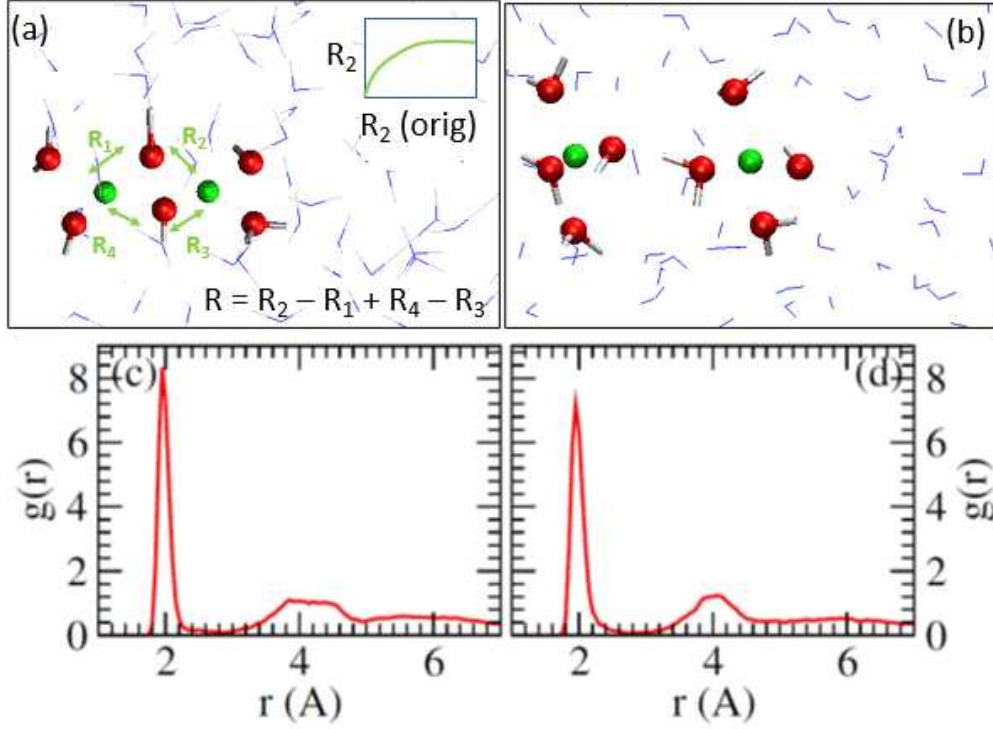 (a)
R₂
R₂ (orig)
R₁
R₂
R₄
R₃
R = R₂ – R₁ + R₄ – R₃
(b)
(c)
8
6
4
2
0
g(r)
2
4
6
r (A)
(d)
8
6
4
2
0
g(r)
2
4
6
r (A)